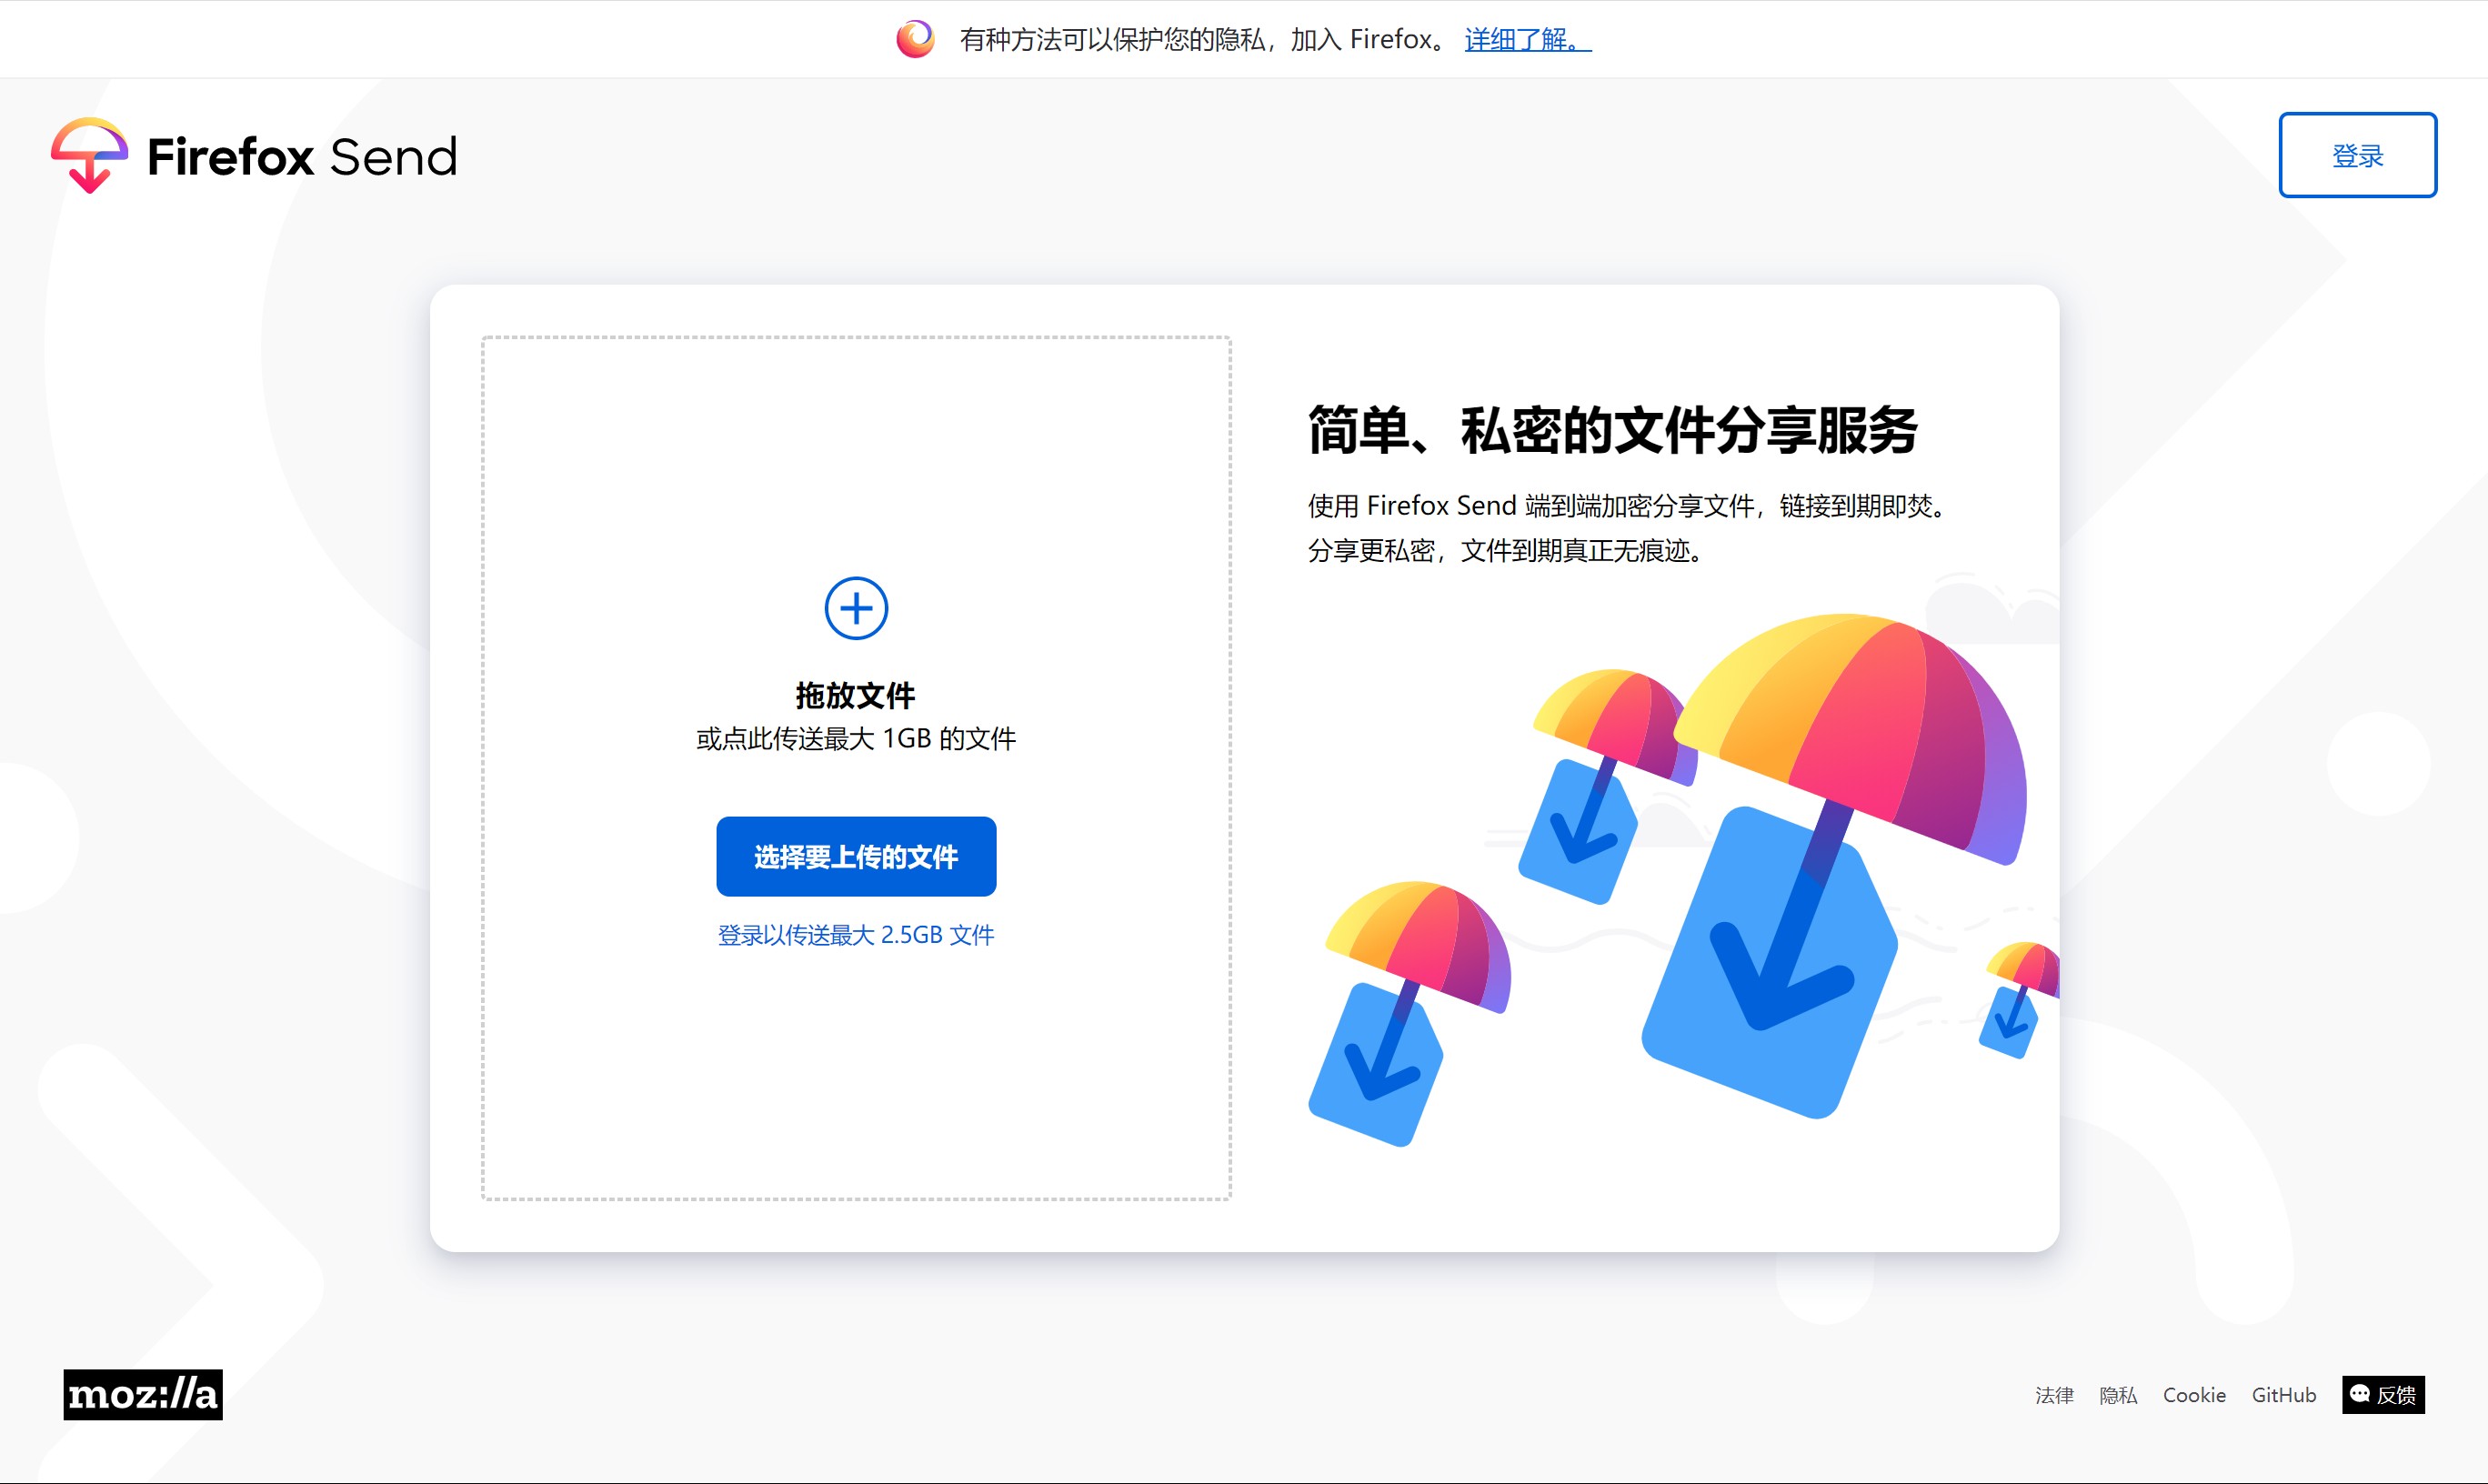 有种方法可以保护您的隐私，加入 Firefox。 详细了解。
Firefox Send
登录
拖放文件
或点此传送最大 1GB 的文件
选择要上传的文件
登录以传送最大 2.5GB 文件
简单、私密的文件分享服务
使用 Firefox Send 端到端加密分享文件，链接到期即焚。
分享更私密，文件到期真正无痕迹。
moz://a
法律 隐私 Cookie GitHub 反馈